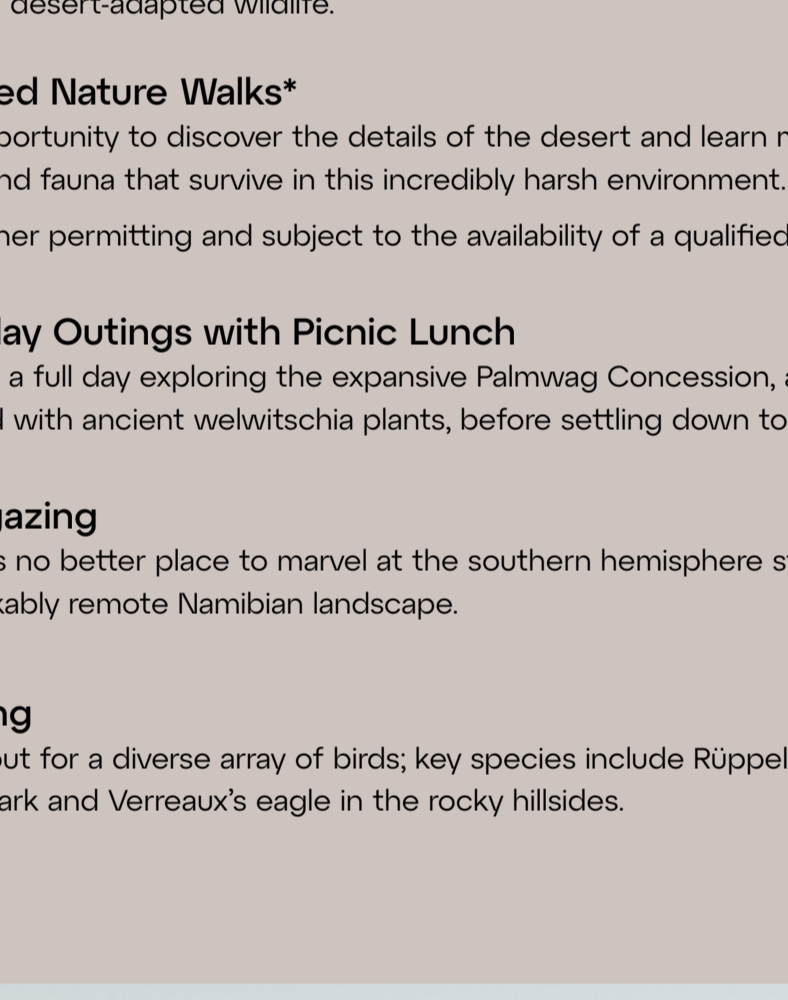 desert-adapted wildlife.
ed Nature Walks*
portunity to discover the details of the desert and learn
nd fauna that survive in this incredibly harsh environment.
her permitting and subject to the availability of a qualified
lay Outings with Picnic Lunch
a full day exploring the expansive Palmwag Concession,
with ancient welwitschia plants, before settling down to
gazing
s no better place to marvel at the southern hemisphere
kably remote Namibian landscape.
ng
out for a diverse array of birds; key species include Rüppel
ark and Verreaux’s eagle in the rocky hillsides.